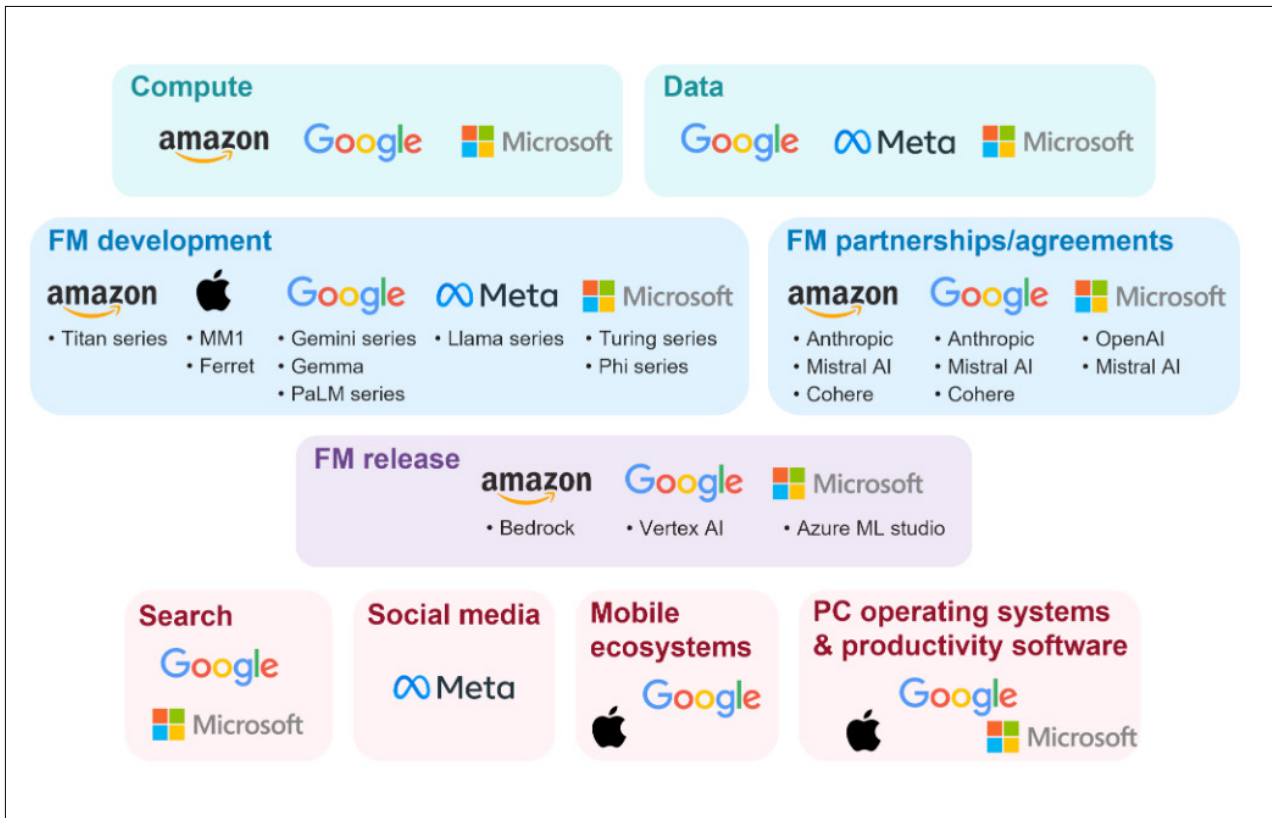 Compute
amazon Google Microsoft
Data
Google Meta Microsoft
FM development
amazon Google Meta Microsoft
• Titan series • MM1 • Gemini series • Llama series • Turing series
• Ferret • Gemma • Phi series
• PaLM series
FM partnerships/agreements
amazon Google Microsoft
• Anthropic • Anthropic • OpenAI
• Mistral AI • Mistral AI • Mistral AI
• Cohere • Cohere
FM release
amazon Google Microsoft
• Bedrock • Vertex AI • Azure ML studio
Search
Google
Microsoft
Social media
Meta
Mobile
ecosystems
Google
PC operating systems
& productivity software
Google
Microsoft